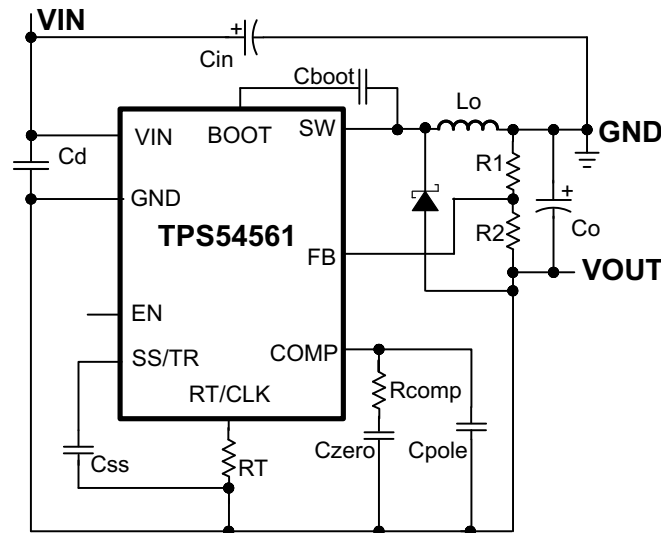 VIN
Cin
Cboot
Lo
GND
VIN
BOOT
SW
Cd
R1
GND
TPS54561
R2
Co
FB
VOUT
EN
COMP
SS/TR
Rcomp
RT/CLK
Css
RT
Czero
Cpole
+
+